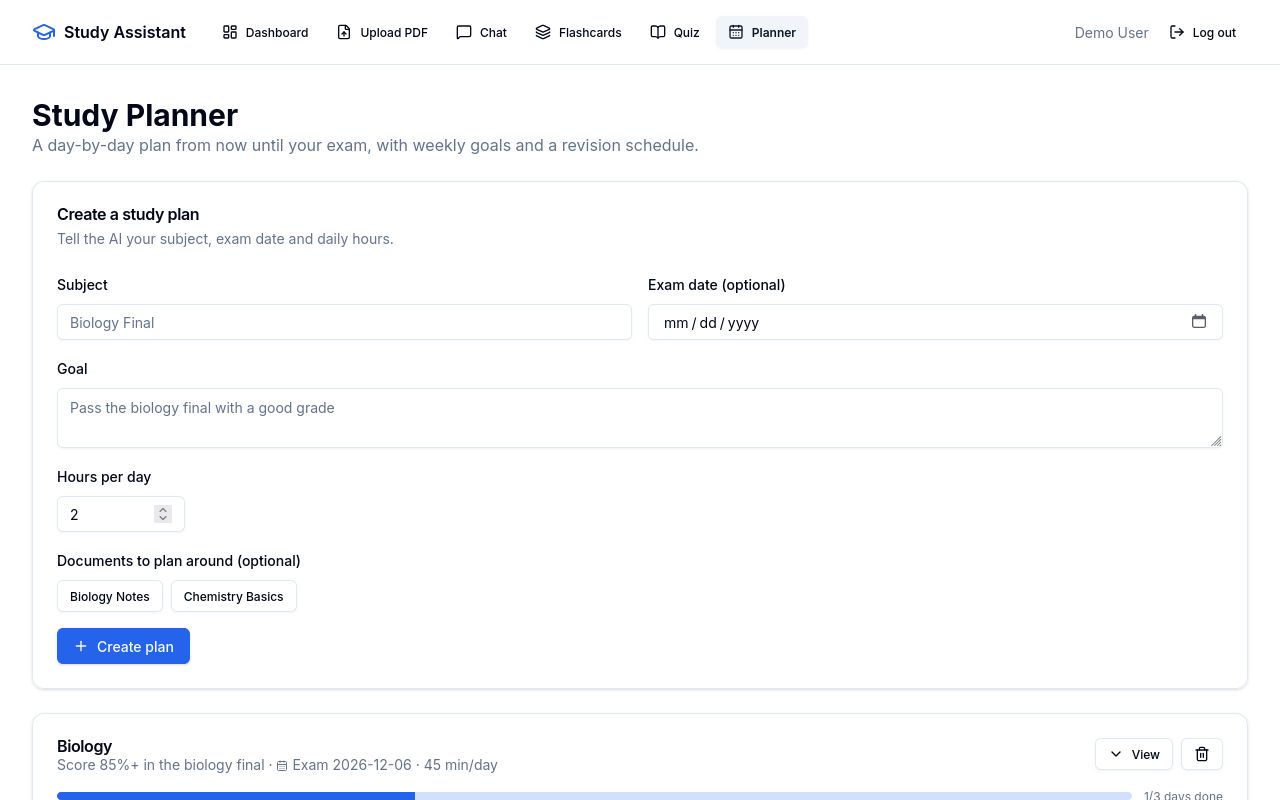 Study Assistant
Dashboard
Upload PDF
Chat
Flashcards
Quiz
Planner
Demo User
Log out
Study Planner
A day-by-day plan from now until your exam, with weekly goals and a revision schedule.
Create a study plan
Tell the AI your subject, exam date and daily hours.
Subject
Exam date (optional)
Biology Final
mm / dd / yyyy
Goal
Pass the biology final with a good grade
Hours per day
2
Documents to plan around (optional)
Biology Notes
Chemistry Basics
Create plan
Biology
Score 85%+ in the biology final · Exam 2026-12-06 · 45 min/day
View
1/3 days done